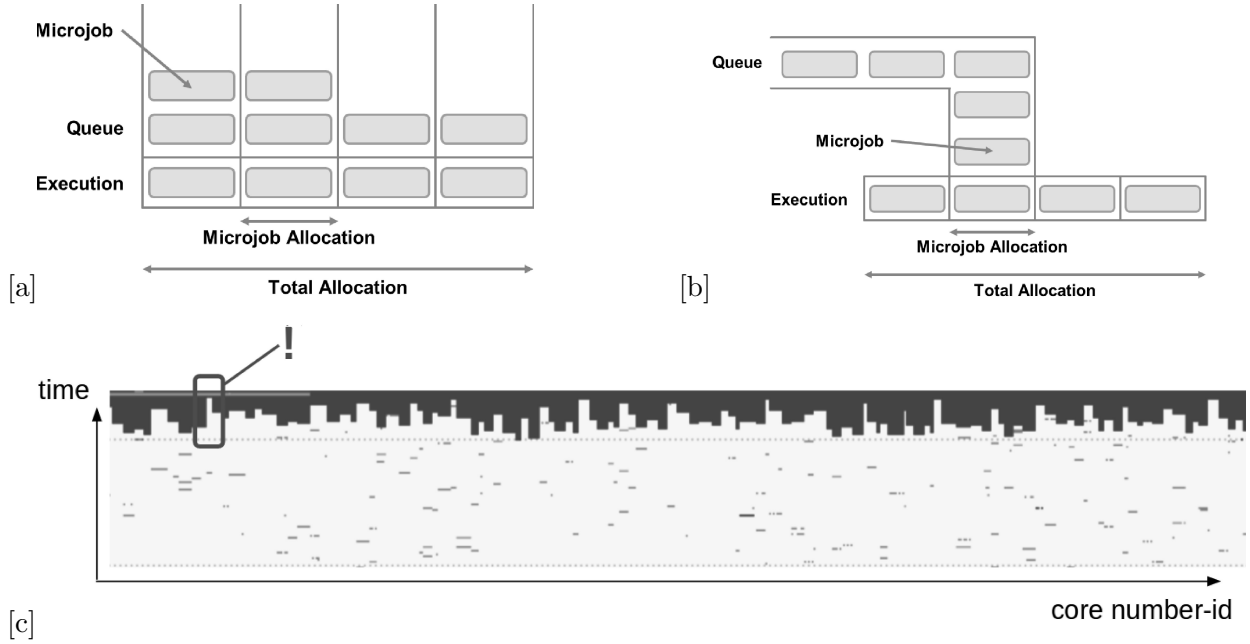 Microjob
Queue
Execution
Microjob Allocation
Total Allocation
[a]
Queue
Microjob
Execution
Microjob Allocation
Total Allocation
[b]
!
time
core number-id
[c]